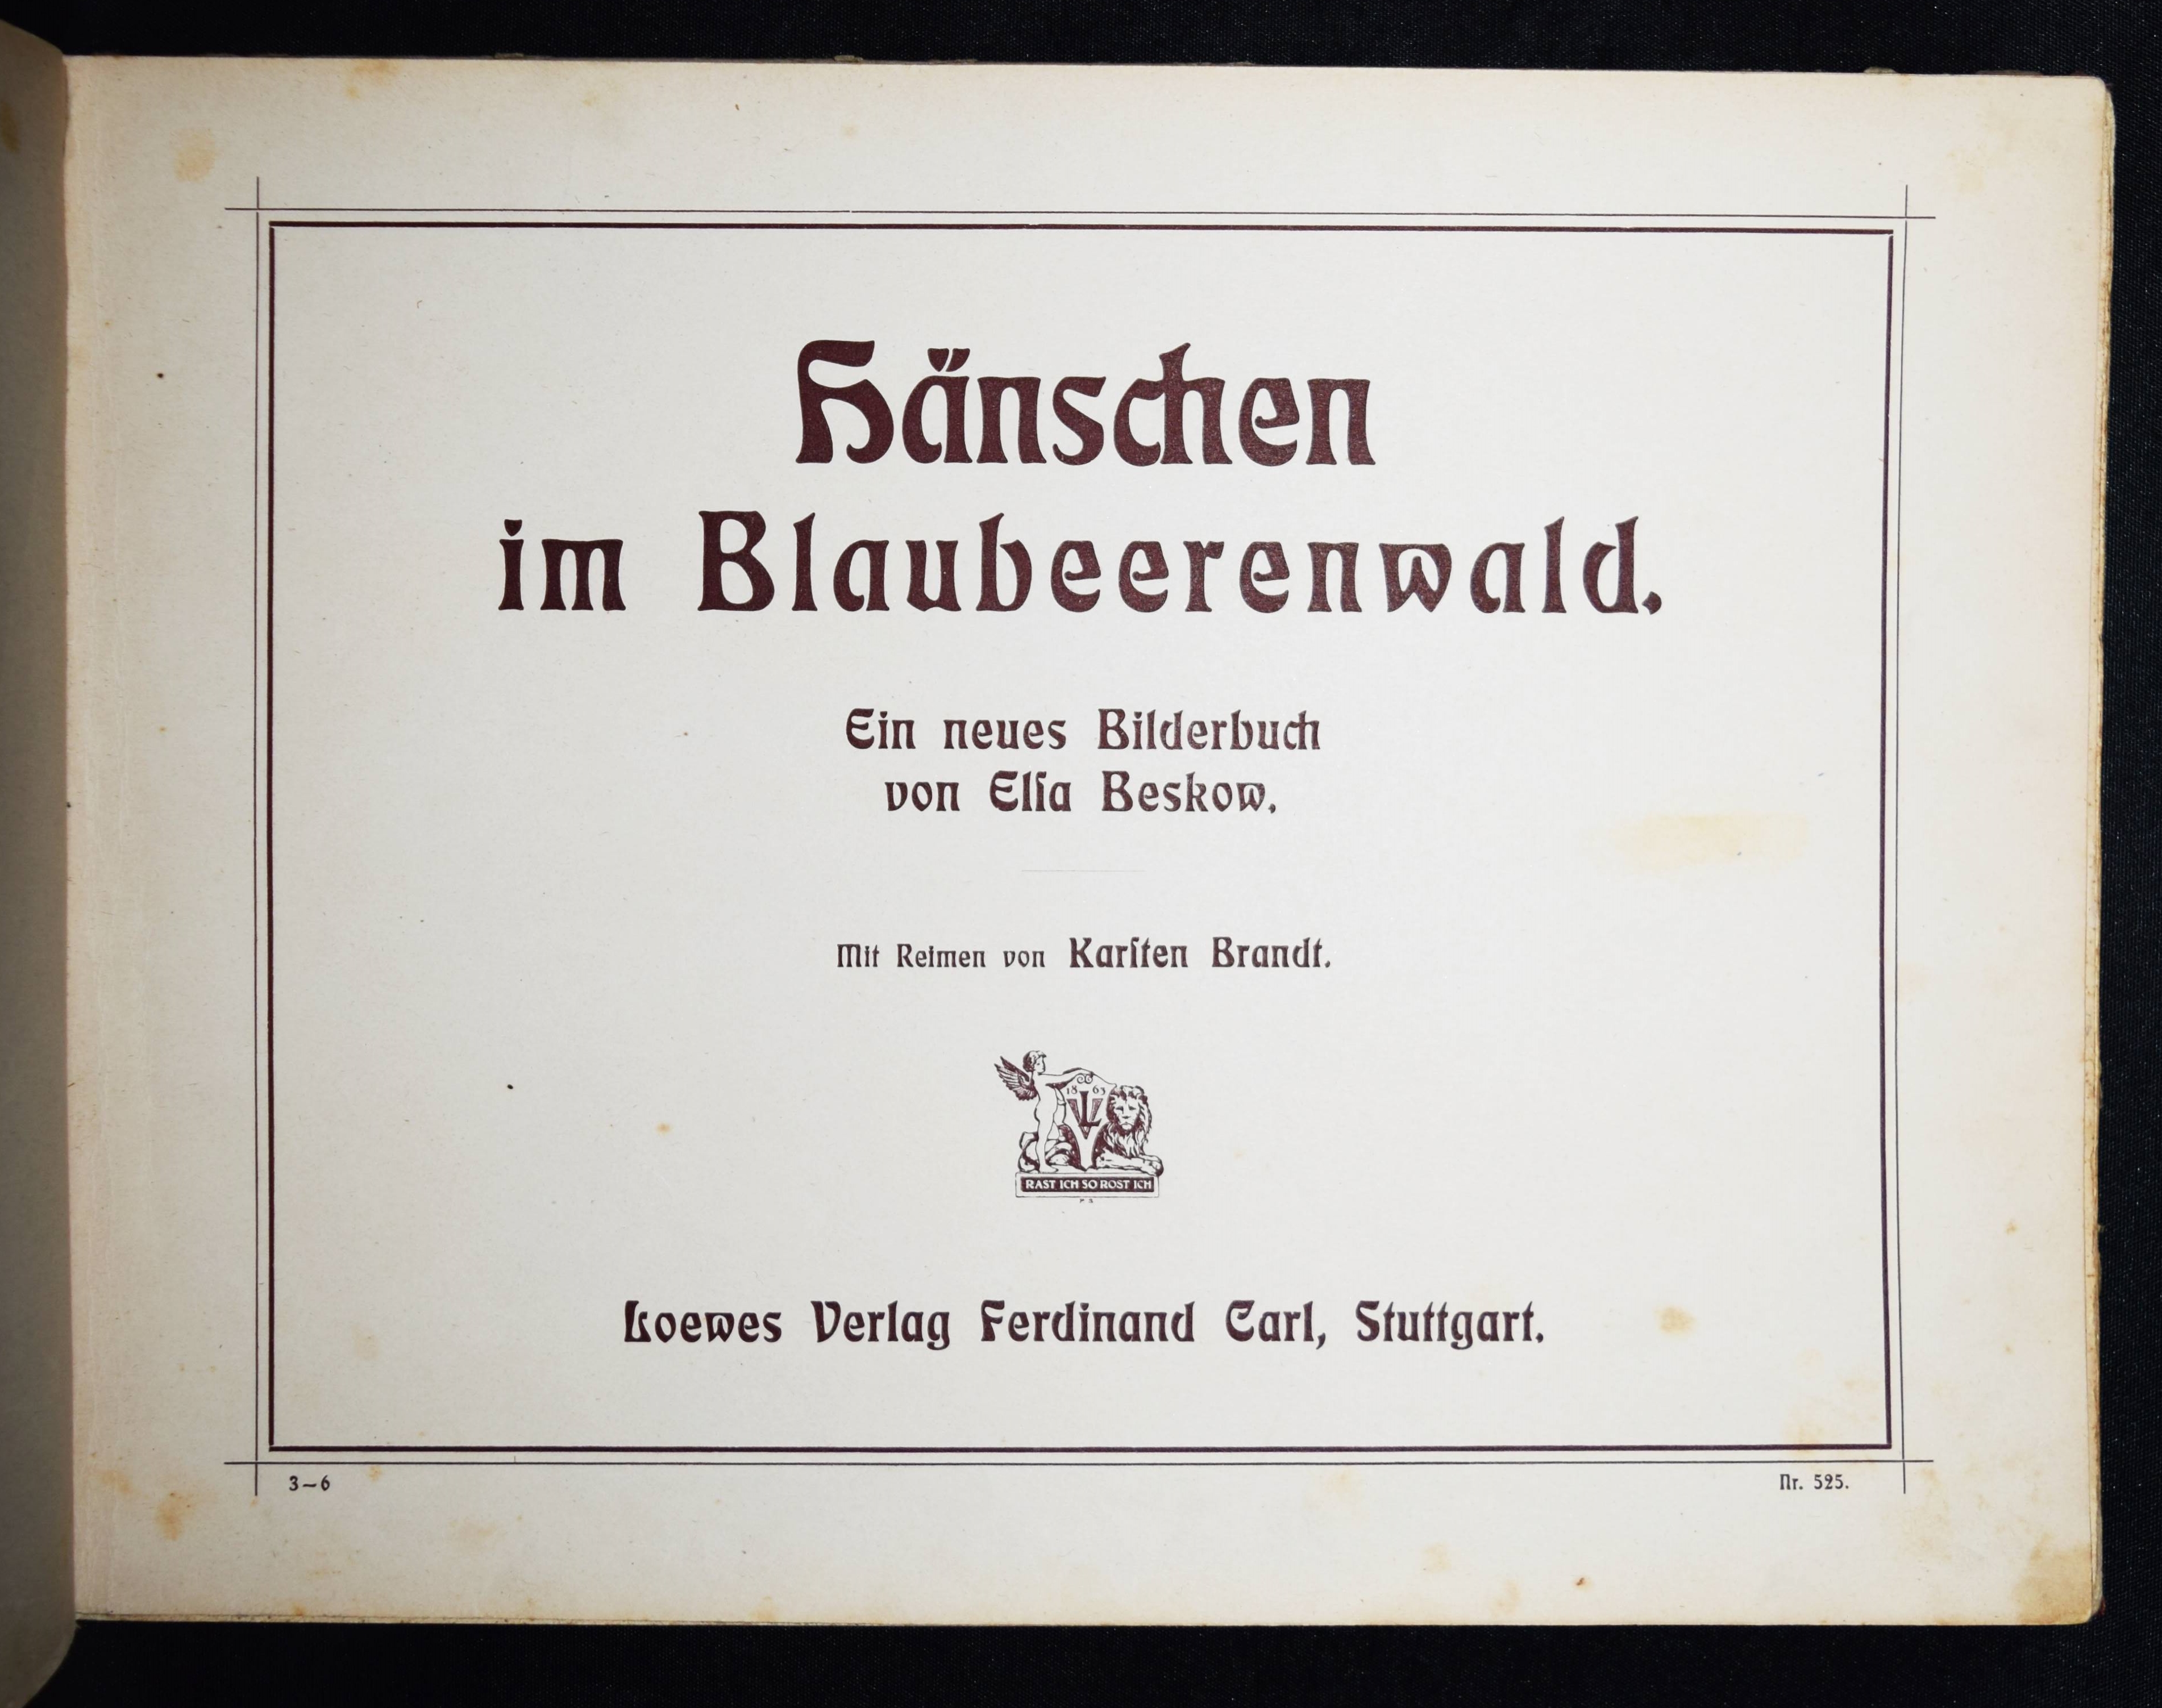 Hänschen
im Blaubeerenwald.
Ein neues Bilderbuch
von Elſa Beskow.
Mit Reimen von Karſten Brandt.
18 63
LV
RAST ICH SO ROST ICH
Loewes Verlag Ferdinand Carl, Stuttgart.
3–6
Nr. 525.